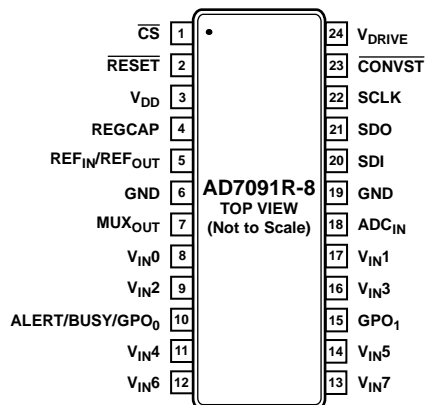 CS 1 24 VDRIVE
RESET 2 23 CONVST
VDD 3 22 SCLK
REGCAP 4 21 SDO
REFIN/REFOUT 5 20 SDI
GND 6 AD7091R-8 19 GND
TOP VIEW
MUXOUT 7 (Not to Scale) 18 ADCIN
VIN0 8 17 VIN1
VIN2 9 16 VIN3
ALERT/BUSY/GPO0 10 15 GPO1
VIN4 11 14 VIN5
VIN6 12 13 VIN7